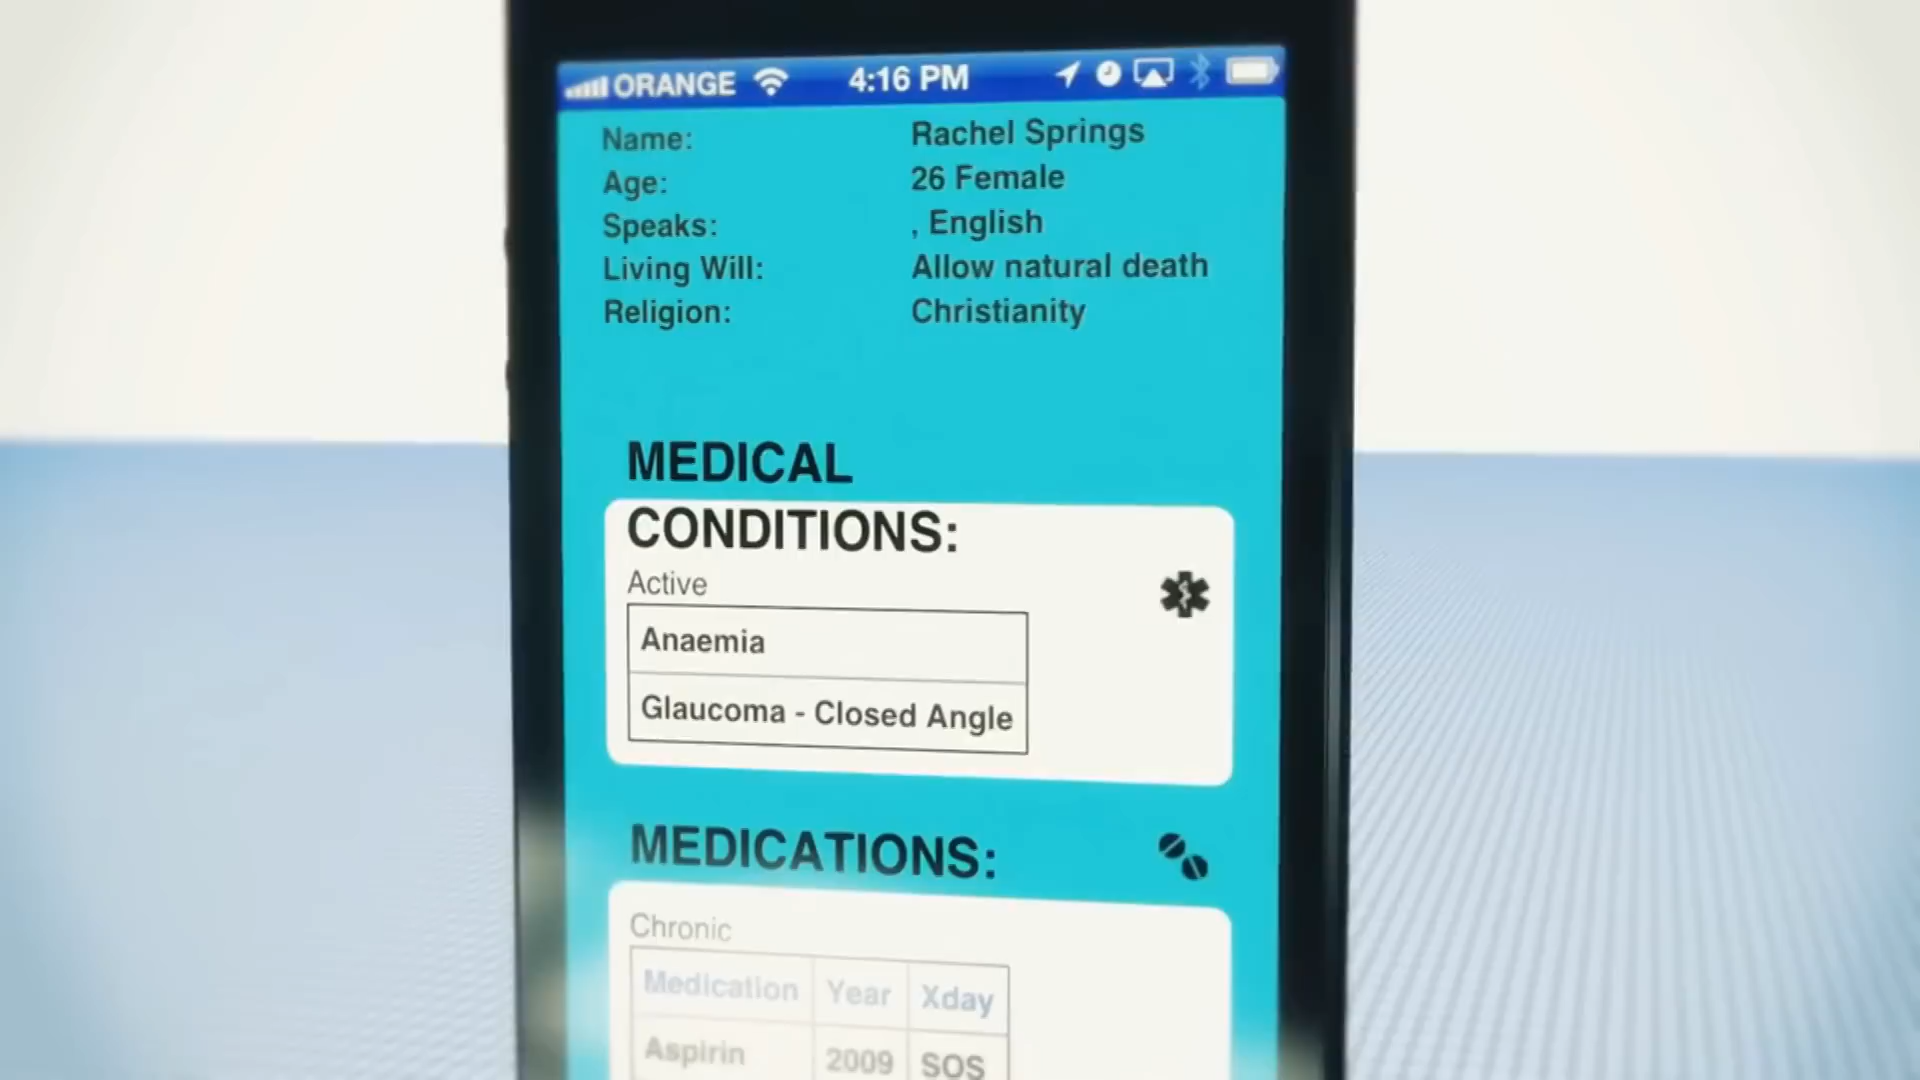 ORANGE 4:16 PM
Name: Rachel Springs
Age: 26 Female
Speaks: , English
Living Will: Allow natural death
Religion: Christianity
MEDICAL
CONDITIONS:
Active
Anaemia
Glaucoma - Closed Angle
MEDICATIONS:
Chronic
Medication Year Xday
Aspirin 2009 SOS